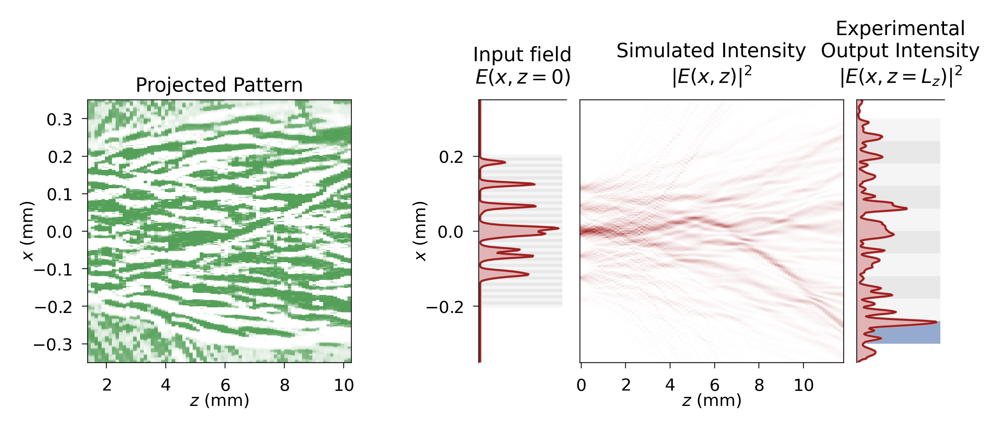 Projected Pattern
0.3
0.2
0.1
0.0
−0.1
−0.2
−0.3
x (mm)
2 4 6 8 10
z (mm)
Input field
E(x, z = 0)
0.2
0.0
−0.2
x (mm)
Simulated Intensity
|E(x, z)|²
0 2 4 6 8 10
z (mm)
Experimental
Output Intensity
|E(x, z = L_z)|²